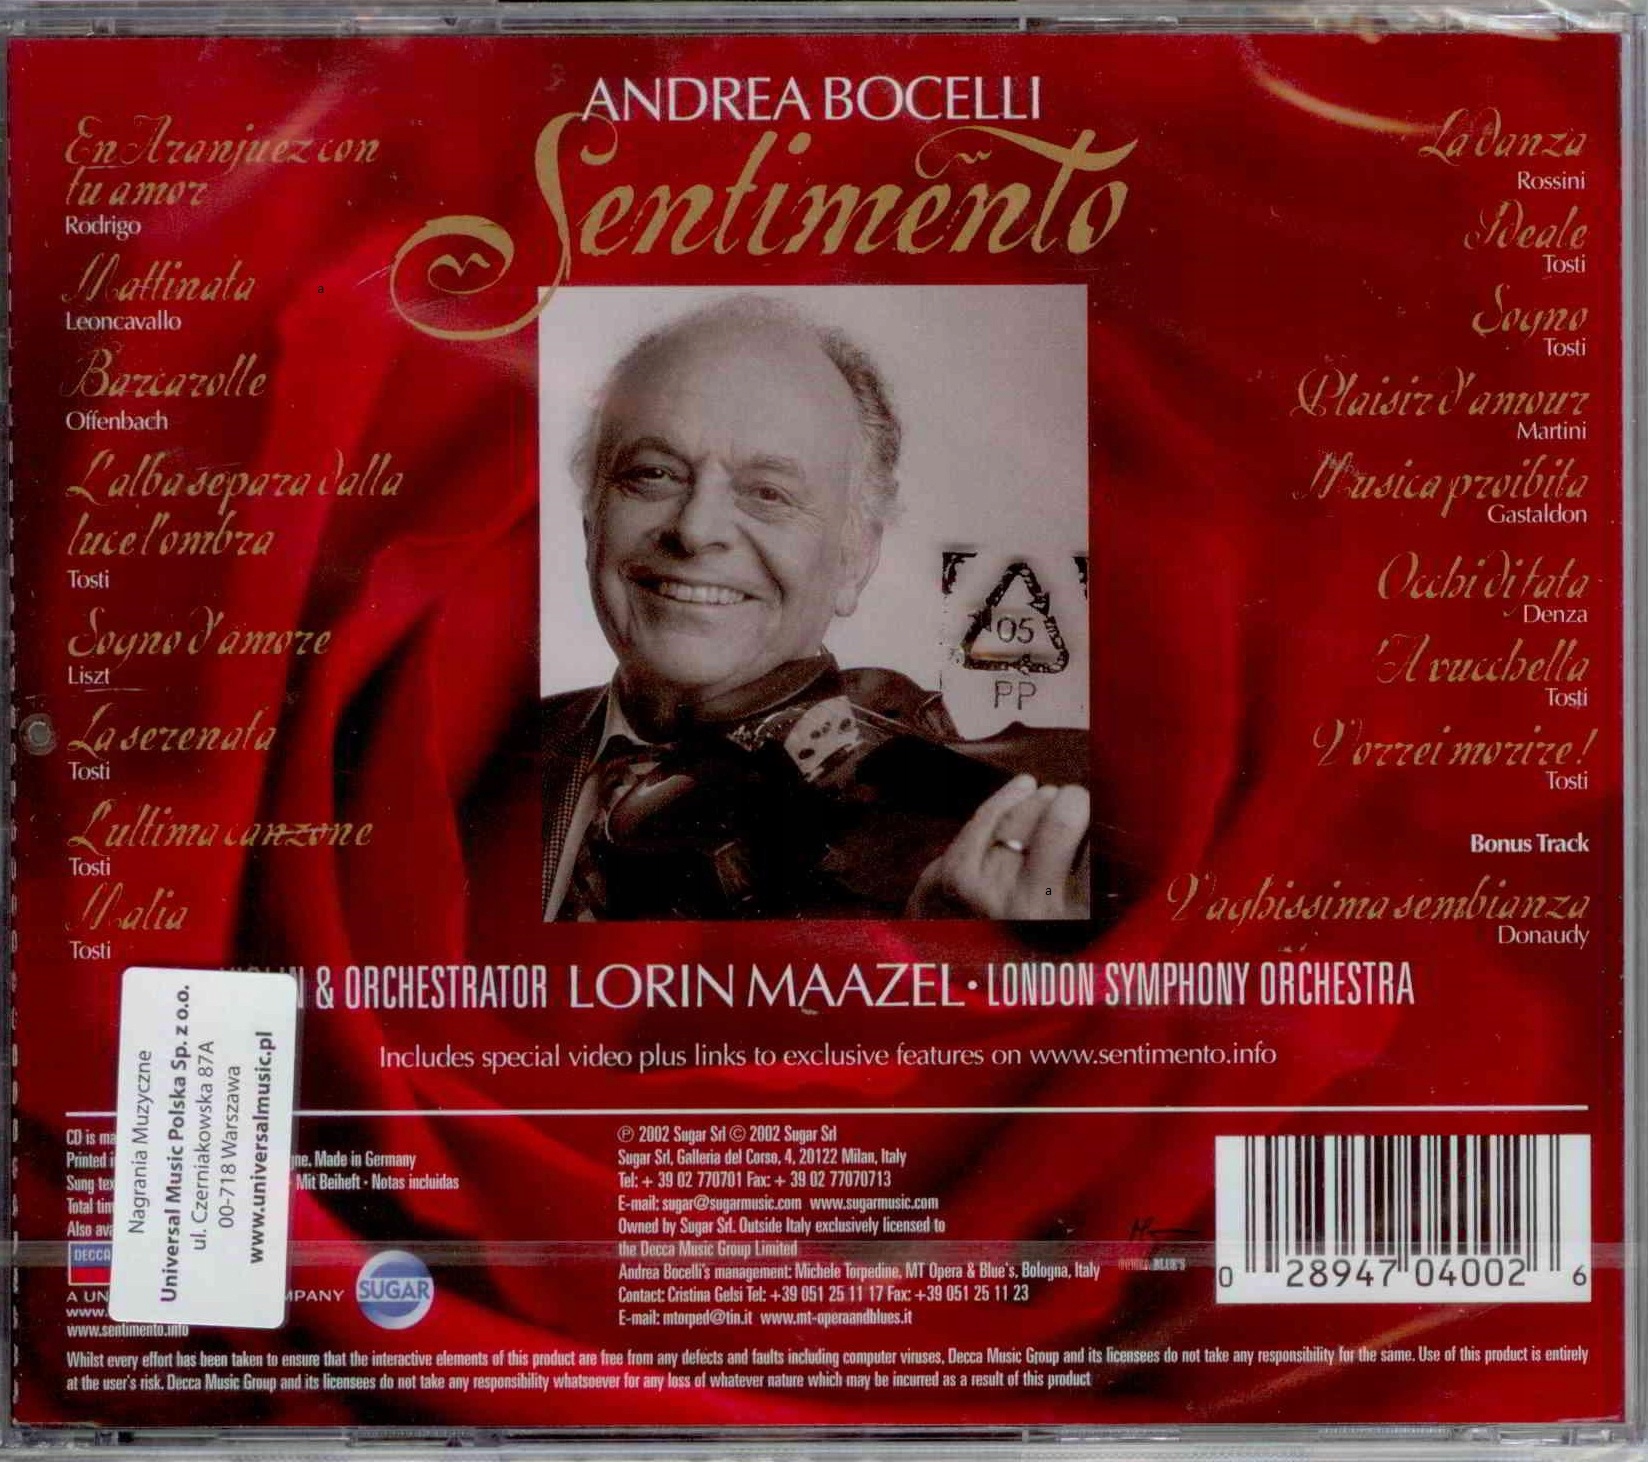 ANDREA BOCELLI
Sentimento
En Aranjuez con
tu amor
Rodrigo
Mattinata
Leoncavallo
Barcarolle
Offenbach
L'alba separa dalla
luce l'ombra
Tosti
Sogno d'amore
Liszt
La serenata
Tosti
L'ultima canzone
Tosti
Malia
Tosti
La danza
Rossini
Ideale
Tosti
Sogno
Tosti
Plaisir d'amour
Martini
Musica proibita
Gastaldon
Occhi di fata
Denza
'A vucchella
Tosti
Vorrei morire!
Tosti
Bonus Track
Vaghissima sembianza
Donaudy
a
05
PP
a
& ORCHESTRATOR LORIN MAAZEL • LONDON SYMPHONY ORCHESTRA
Includes special video plus links to exclusive features on www.sentimento.info
Nagrania Muzyczne
Universal Music Polska Sp. z o.o.
ul. Czerniakowska 87A
00-718 Warszawa
www.universalmusic.pl
CD is
Printed Made in Germany
Sung Mit Beiheft • Notas incluidas
Total
Also
DECCA
A
www.
www.sentimento.info
SUGAR
℗ 2002 Sugar Srl © 2002 Sugar Srl
Sugar Srl, Galleria del Corso, 4, 20122 Milan, Italy
Tel: + 39 02 770701 Fax: + 39 02 77070713
E-mail: sugar@sugarmusic.com www.sugarmusic.com
Owned by Sugar Srl. Outside Italy exclusively licensed to
the Decca Music Group Limited
Andrea Bocelli's management: Michele Torpedine, MT Opera & Blue's, Bologna, Italy
Contact: Cristina Gelsi Tel: +39 051 25 11 17 Fax: +39 051 25 11 23
E-mail: mtorped@tin.it www.mt-operaandblues.it
0 28947 04002 6
Whilst every effort has been taken to ensure that the interactive elements of this product are free from any defects and faults including computer viruses, Decca Music Group and its licensees do not take any responsibility for the same. Use of this product is entirely
at the user's risk. Decca Music Group and its licensees do not take any responsibility whatsoever for any loss of whatever nature which may be incurred as a result of this product